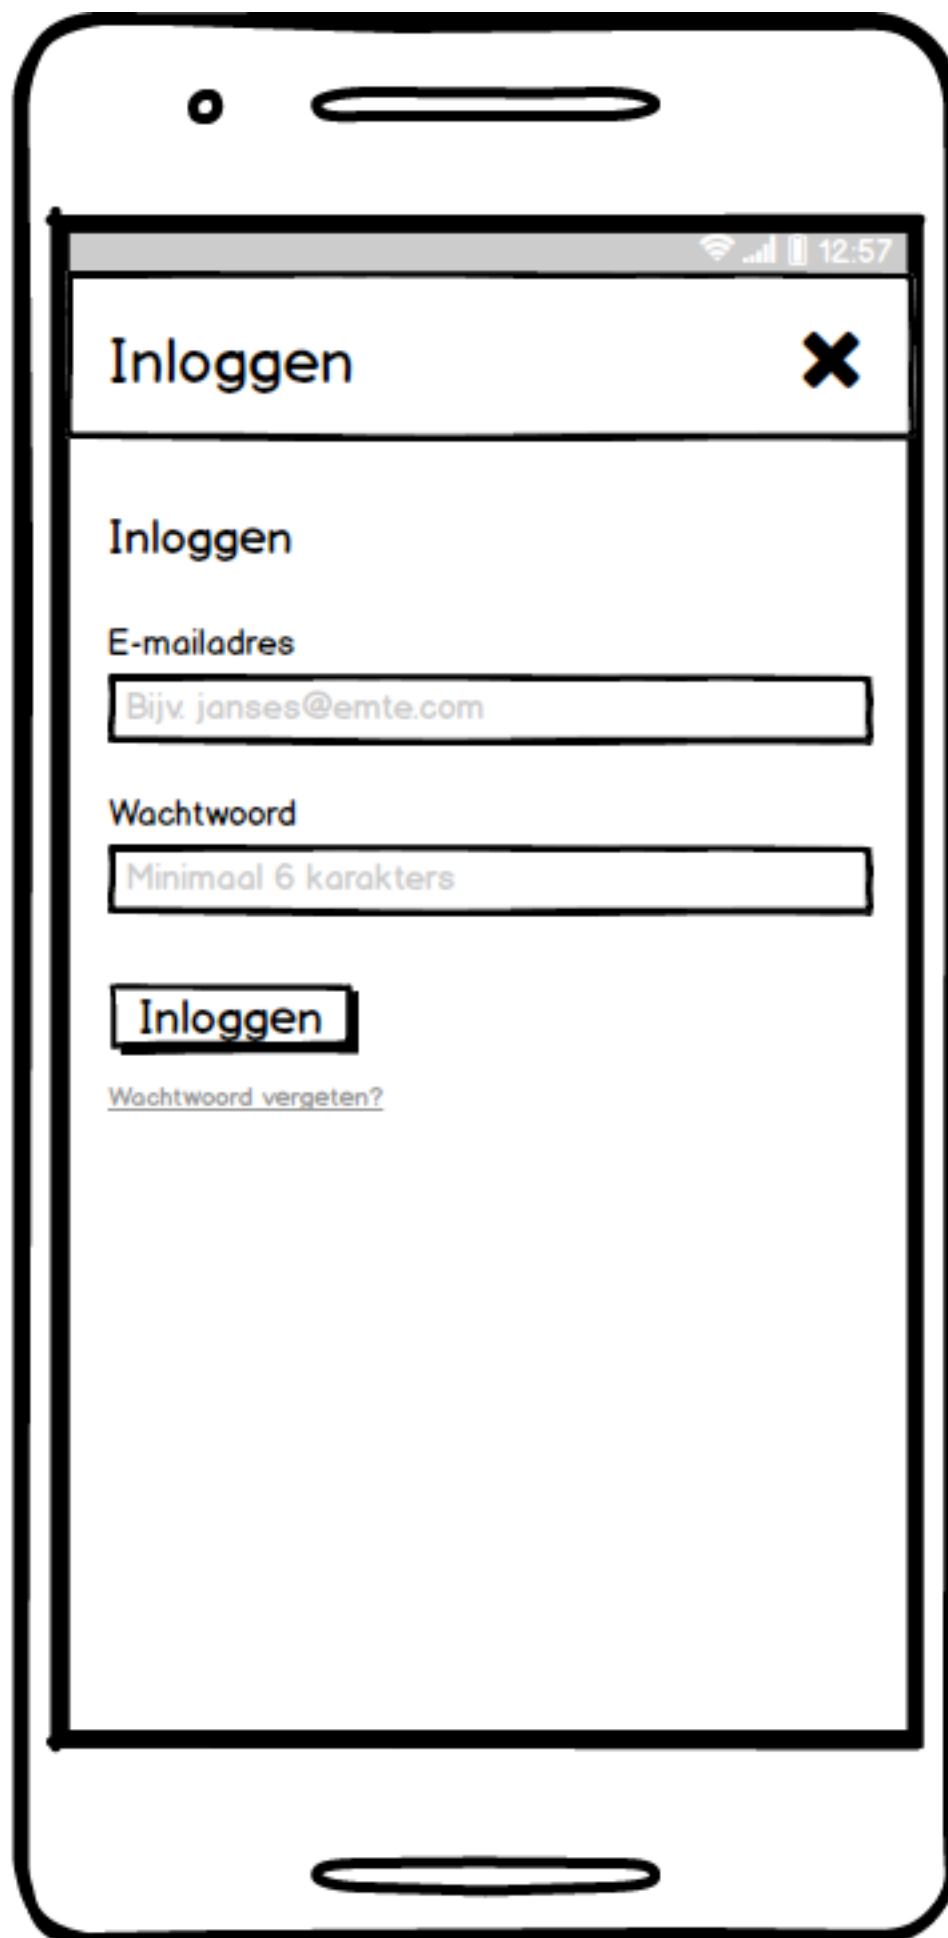 12:57
Inloggen
Inloggen
E-mailadres
Bijv. janses@emte.com
Wachtwoord
Minimaal 6 karakters
Inloggen
Wachtwoord vergeten?